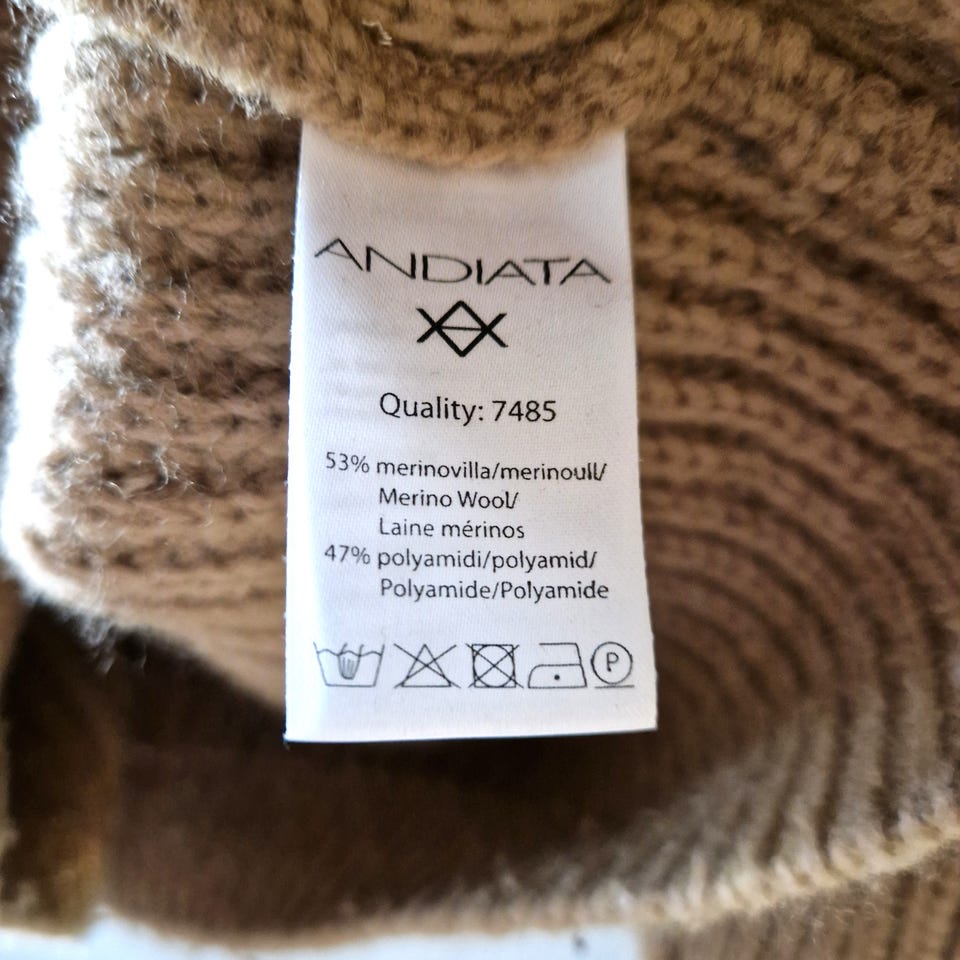 ANDIATA
Quality: 7485
53% merinovilla/merinoull/
Merino Wool/
Laine mérinos
47% polyamidi/polyamid/
Polyamide/Polyamide
P